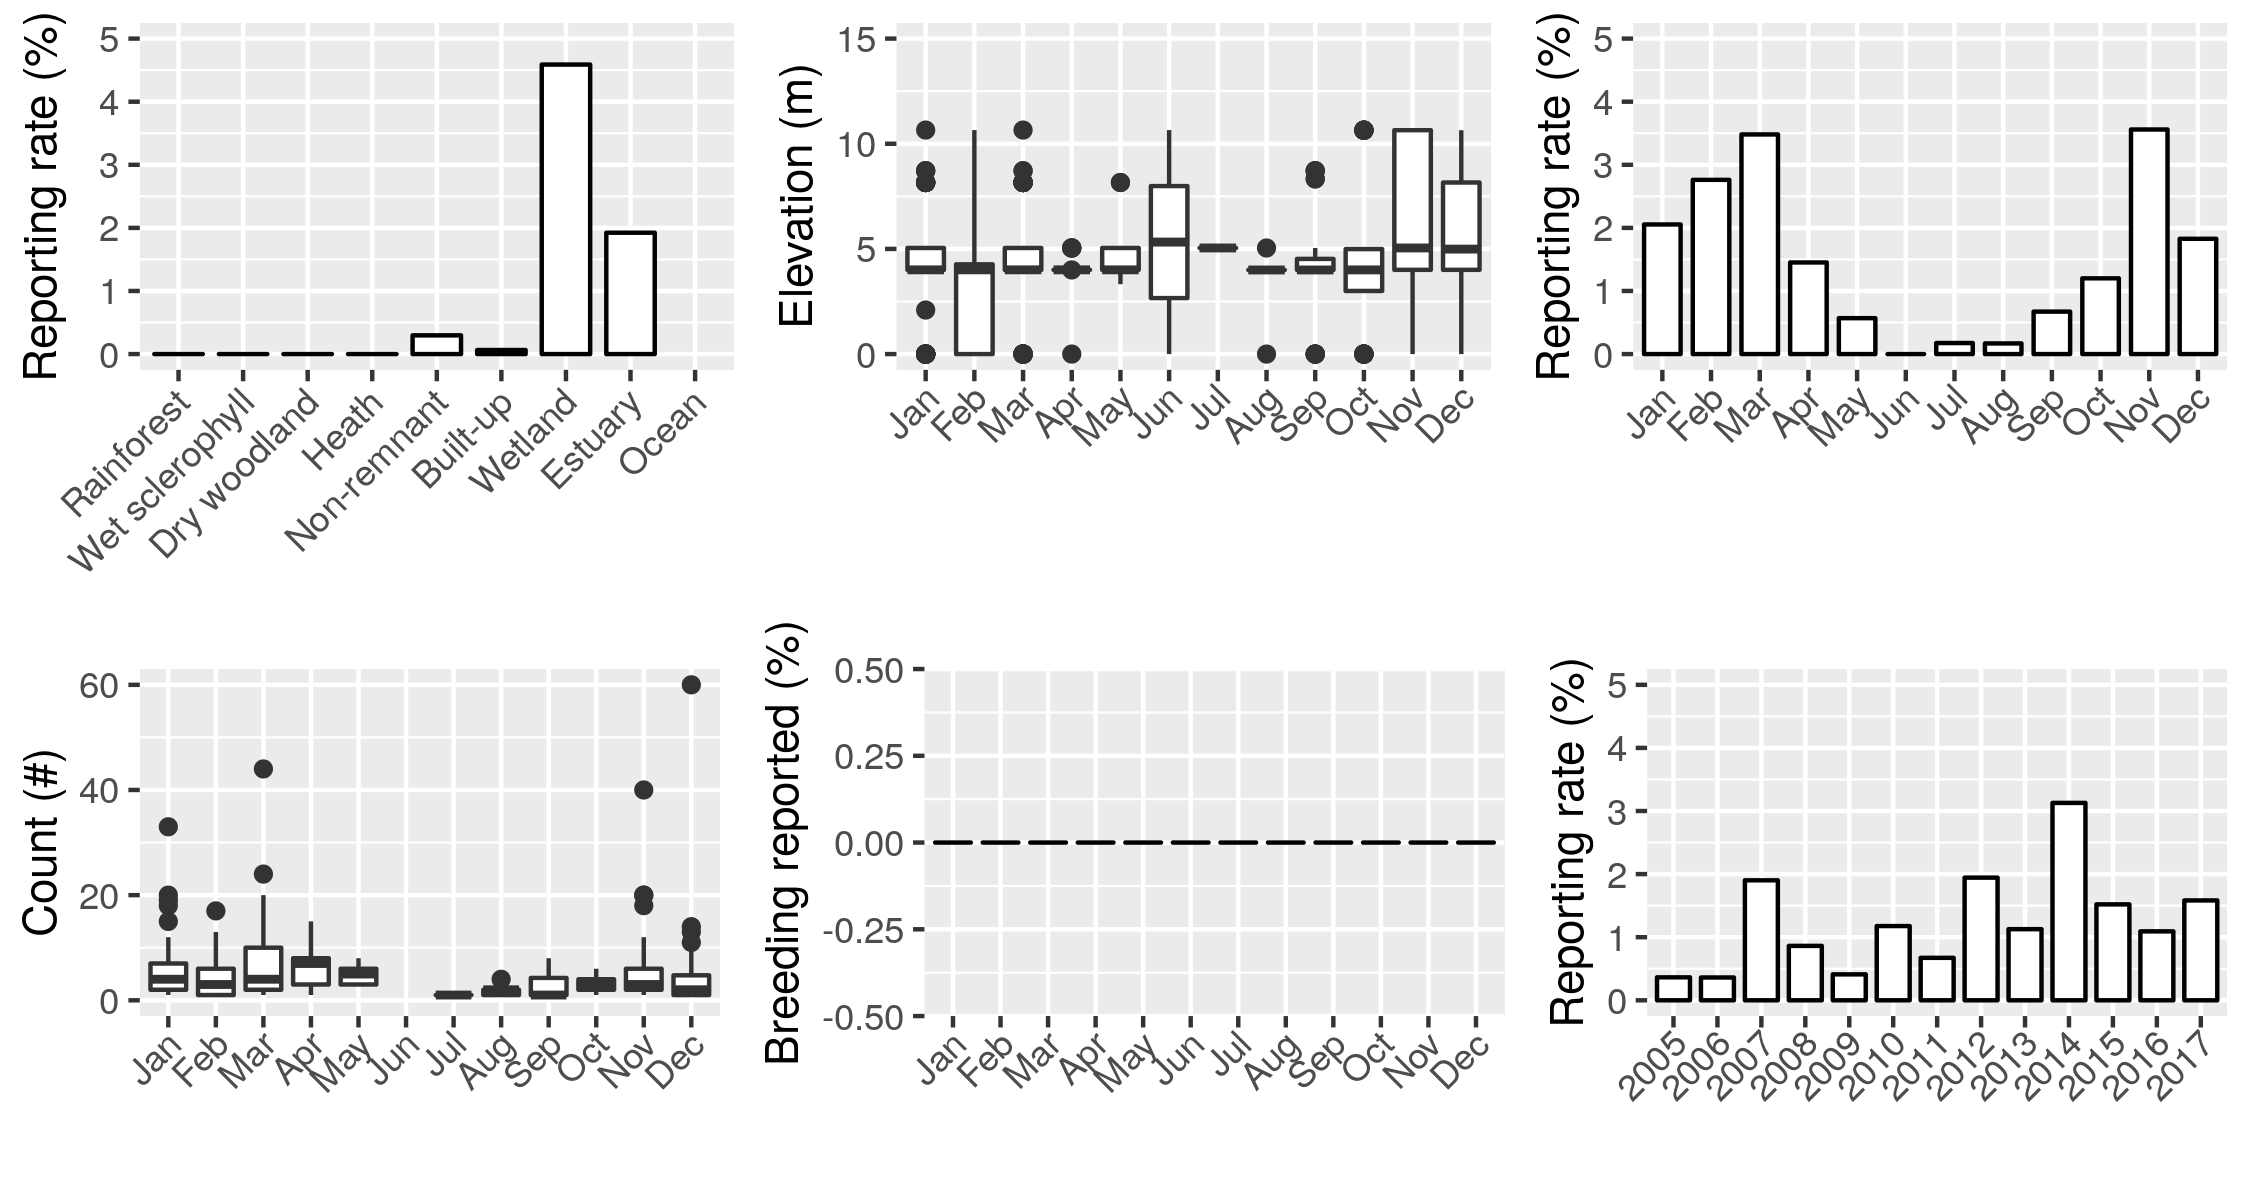 Reporting rate (%)
5
4
3
2
1
0
Rainforest
Wet sclerophyll
Dry woodland
Heath
Non-remnant
Built-up
Wetland
Estuary
Ocean
Elevation (m)
15
10
5
0
Jan
Feb
Mar
Apr
May
Jun
Jul
Aug
Sep
Oct
Nov
Dec
Reporting rate (%)
5
4
3
2
1
0
Jan
Feb
Mar
Apr
May
Jun
Jul
Aug
Sep
Oct
Nov
Dec
Count (#)
60
40
20
0
Jan
Feb
Mar
Apr
May
Jun
Jul
Aug
Sep
Oct
Nov
Dec
Breeding reported (%)
0.50
0.25
0.00
-0.25
-0.50
Jan
Feb
Mar
Apr
May
Jun
Jul
Aug
Sep
Oct
Nov
Dec
Reporting rate (%)
5
4
3
2
1
0
2005
2006
2007
2008
2009
2010
2011
2012
2013
2014
2015
2016
2017